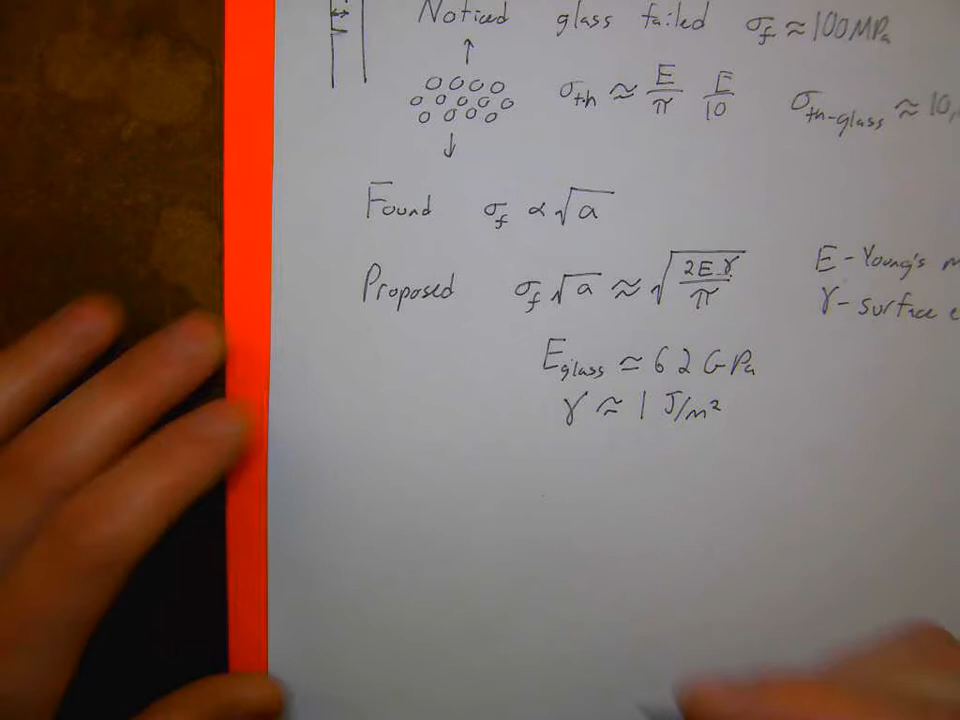 Noticed glass failed σf ≈ 100 MPa
σth ≈ E/π E/10 σth-glass ≈ 10,
Found σf ∝ √a
Proposed σf √a ≈ √(2Eγ/π) E - Young's
γ - surface
Eglass ≃ 62 GPa
γ ≈ 1 J/m²